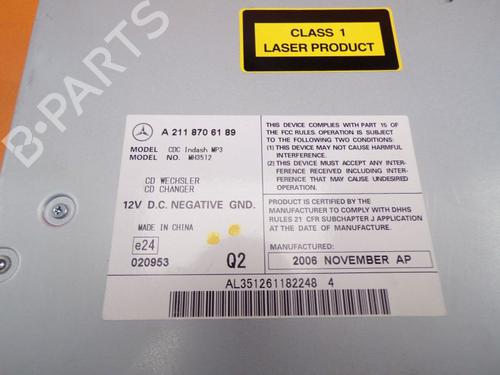 CLASS 1
LASER PRODUCT
B-PARTS
A 211 870 61 89
MODEL CDC Indash MP3
MODEL NO. MH3512
CD WECHSLER
CD CHANGER
12V D.C. NEGATIVE GND.
MADE IN CHINA
e24
020953 Q2
THIS DEVICE COMPLIES WITH PART 15 OF
THE FCC RULES. OPERATION IS SUBJECT
TO THE FOLLOWING TWO CONDITIONS:
(1) THIS DEVICE MAY NOT CAUSE HARMFUL
INTERFERENCE.
(2) THIS DEVICE MUST ACCEPT ANY INTER-
FERENCE RECEIVED INCLUDING INTER-
FERENCE THAT MAY CAUSE UNDESIRED
OPERATION.
PRODUCT IS CERTIFIED BY THE
MANUFACTURER TO COMPLY WITH DHHS
RULES 21 CFR SUBCHAPTER J APPLICATION
AT THE DATE OF MANUFACTURE.
MANUFACTURED:
2006 NOVEMBER AP
AL351261182248 4